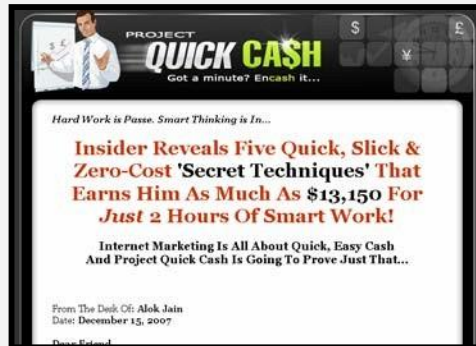 PROJECT
QUICK CA$H
Got a minute? Encash it...
$
£
¥
$ £
Hard Work is Passe. Smart Thinking is In...
Insider Reveals Five Quick, Slick &
Zero-Cost 'Secret Techniques' That
Earns Him As Much As $13,150 For
Just 2 Hours Of Smart Work!
Internet Marketing Is All About Quick, Easy Cash
And Project Quick Cash Is Going To Prove Just That...
From The Desk Of: Alok Jain
Date: December 15, 2007
Dear Friend